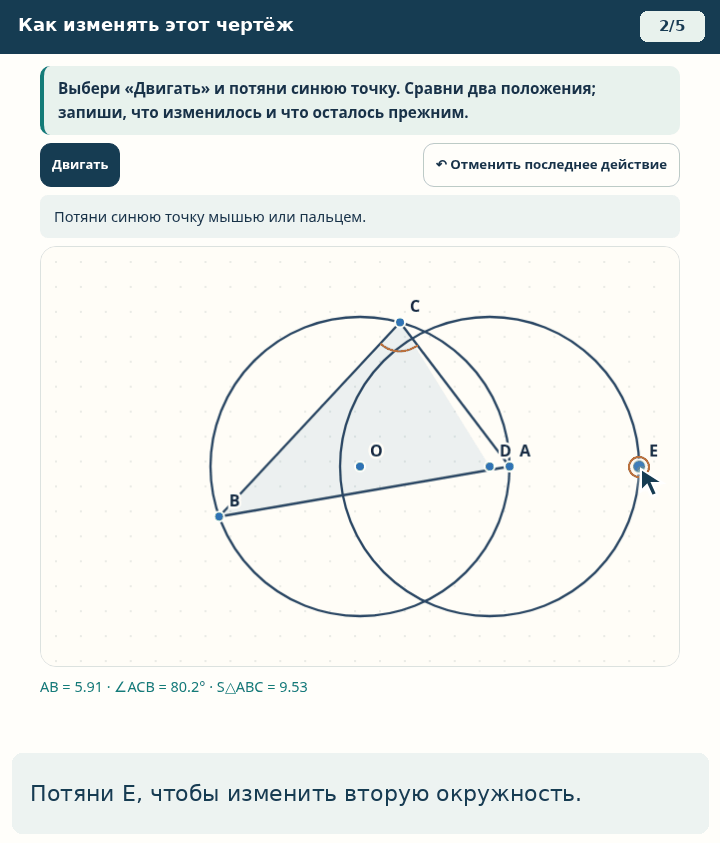 Как изменять этот чертёж
2/5
Выбери «Двигать» и потяни синюю точку. Сравни два положения;
запиши, что изменилось и что осталось прежним.
Двигать
↶ Отменить последнее действие
Потяни синюю точку мышью или пальцем.
C
O
D
A
E
B
AB = 5.91 · ∠ACB = 80.2° · S△ABC = 9.53
Потяни E, чтобы изменить вторую окружность.